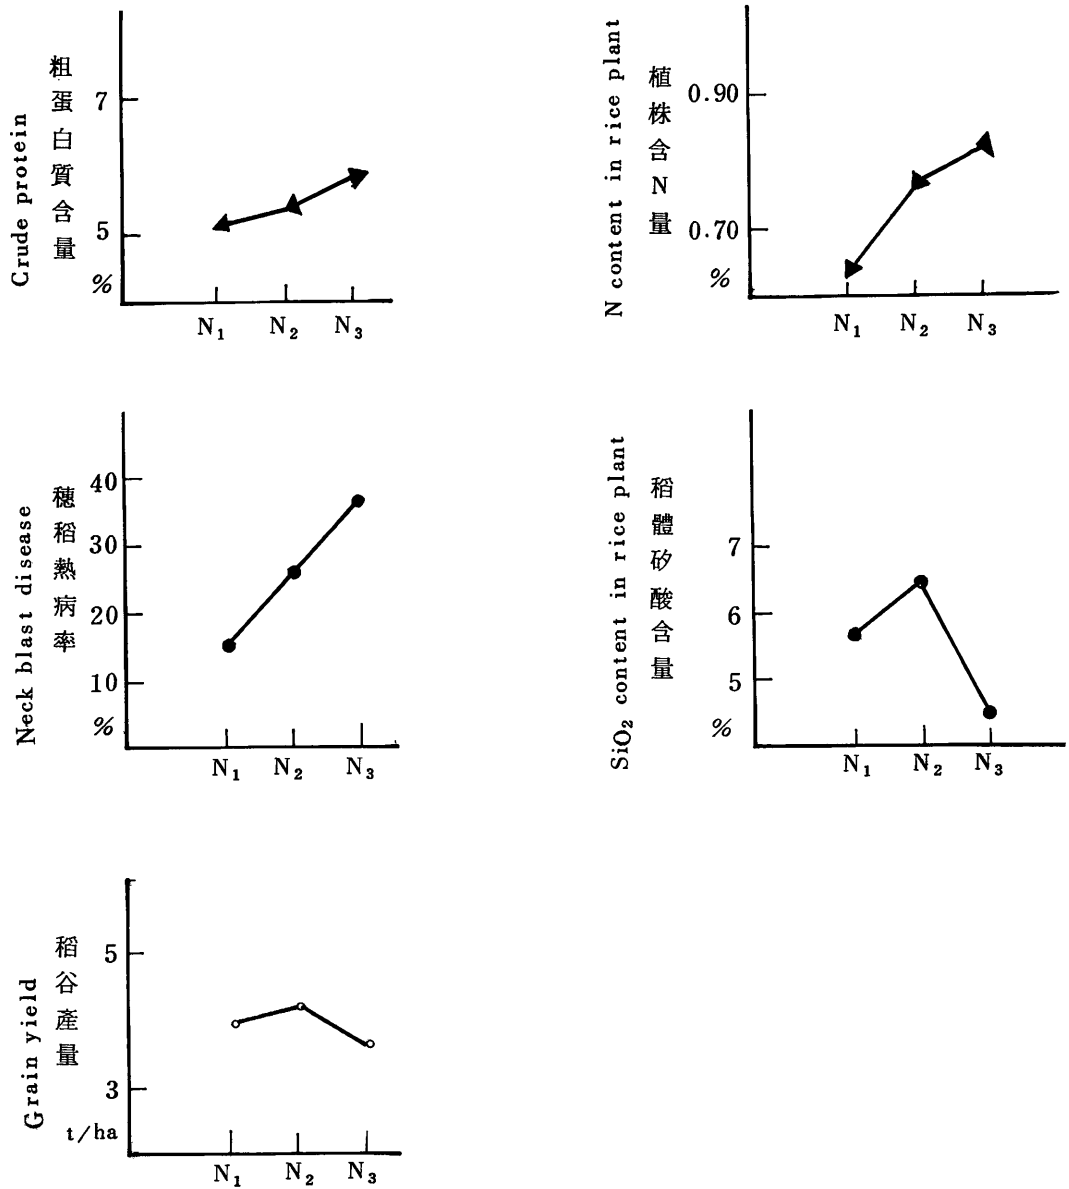 Crude protein
粗蛋白質含量
7
5
%
N₁ N₂ N₃
N content in rice plant
植株含N量
0.90
0.70
%
N₁ N₂ N₃
Neck blast disease
穗稻熱病率
40
30
20
10
%
N₁ N₂ N₃
SiO₂ content in rice plant
稻體矽酸含量
7
6
5
%
N₁ N₂ N₃
Grain yield
稻谷產量
5
3
t/ha
N₁ N₂ N₃